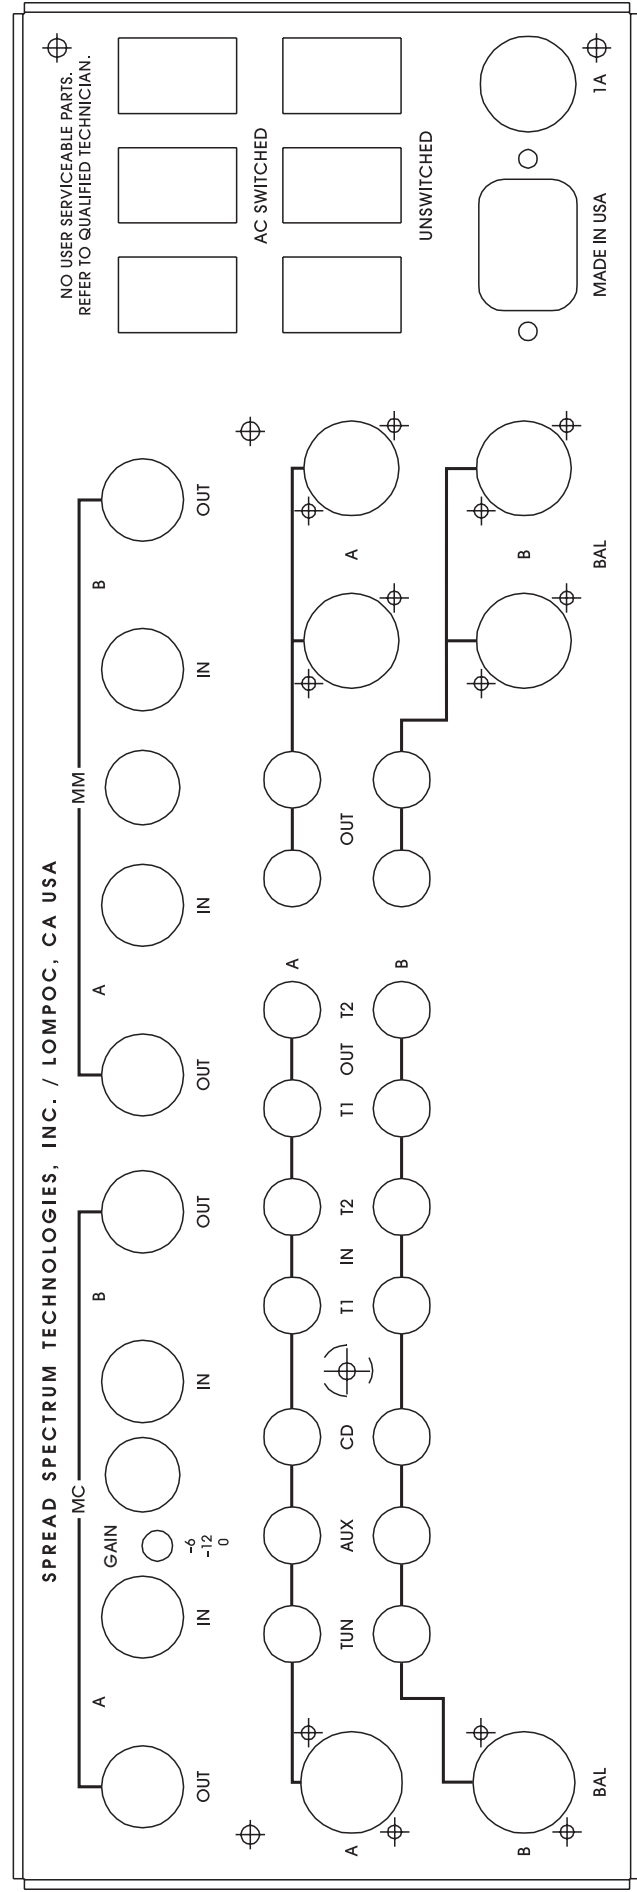 SPREAD SPECTRUM TECHNOLOGIES, INC. / LOMPOC, CA USA
NO USER SERVICEABLE PARTS.
REFER TO QUALIFIED TECHNICIAN.
MC
MM
A
GAIN
B
A
B
-6
-12
0
OUT
IN
IN
OUT
OUT
IN
IN
OUT
AC SWITCHED
A
A
TUN
AUX
CD
T1
IN
T2
T1
OUT
T2
OUT
A
B
UNSWITCHED
B
B
BAL
BAL
MADE IN USA
1A